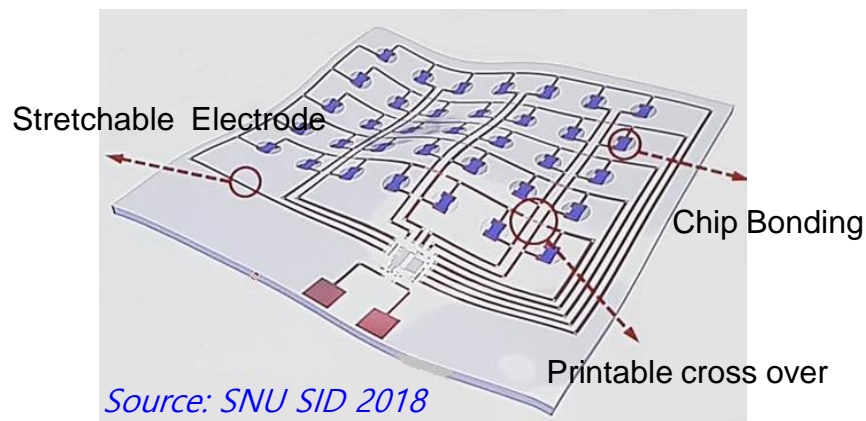 Stretchable Electrode
Chip Bonding
Printable cross over
Source: SNU SID 2018